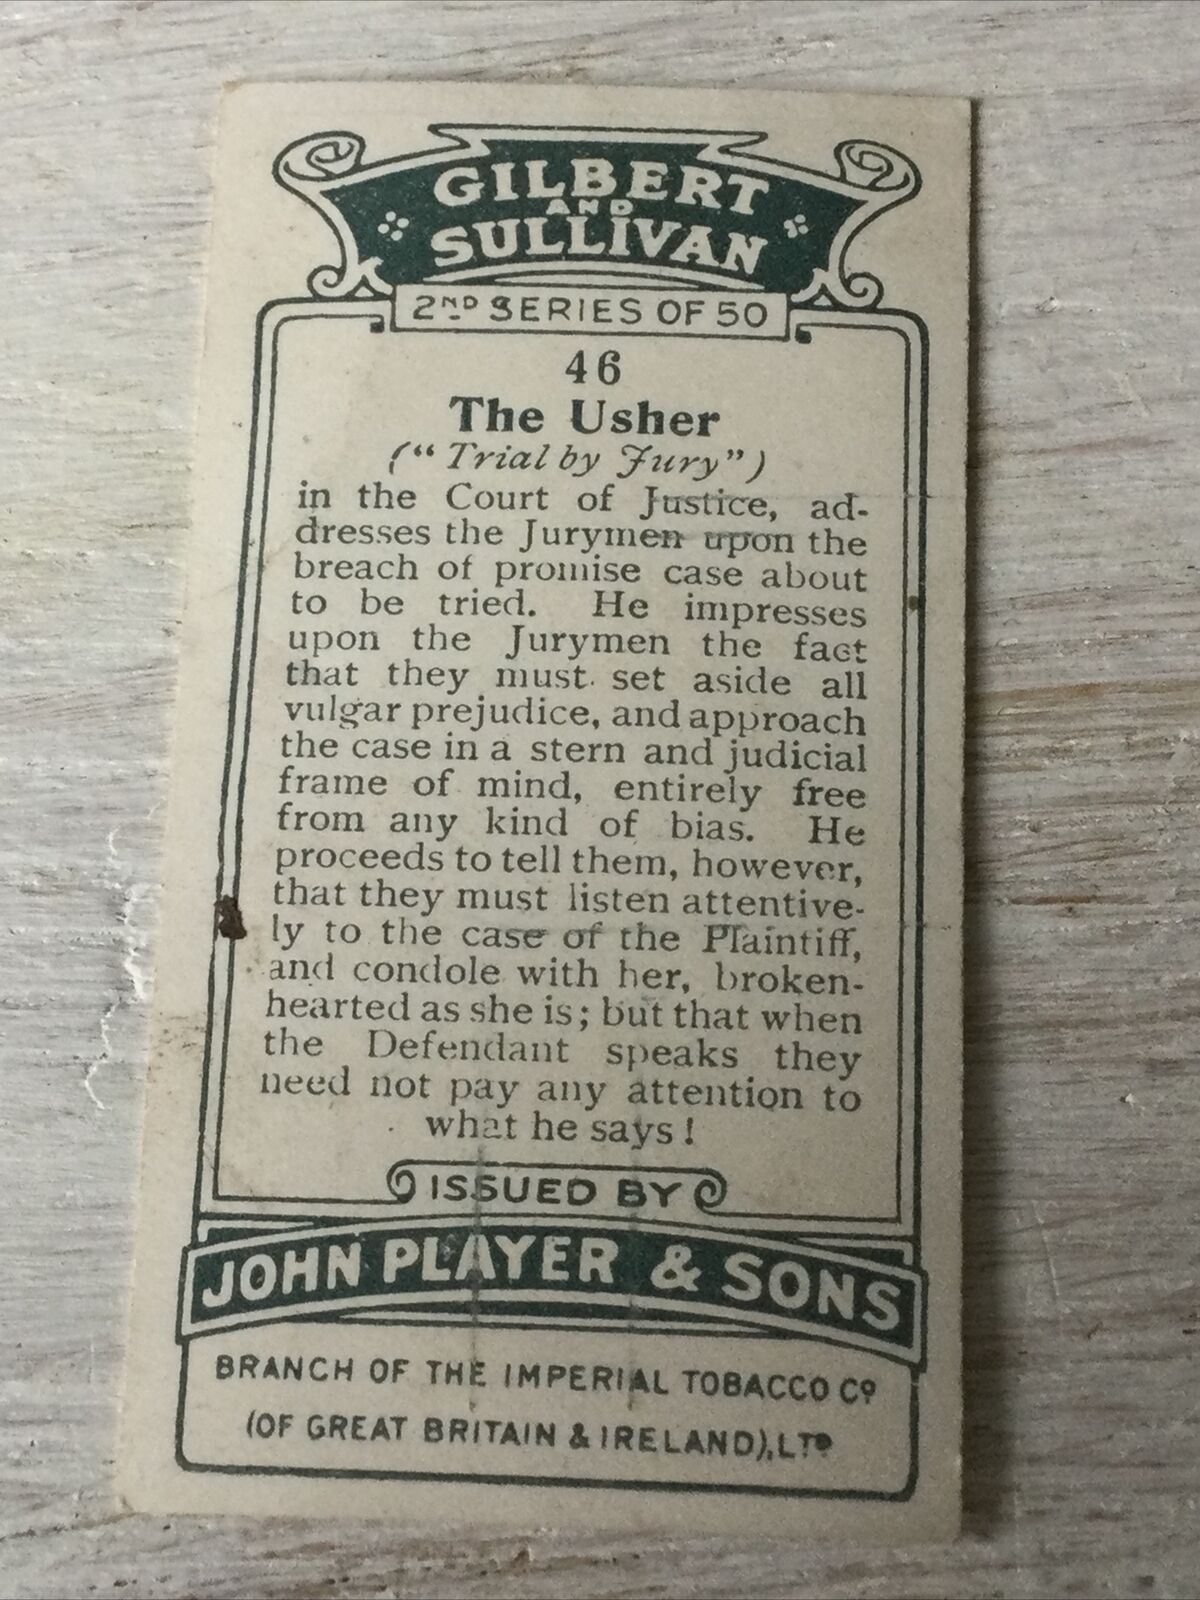 GILBERT
AND
SULLIVAN
2ND SERIES OF 50
46
The Usher
("Trial by Jury")
in the Court of Justice, ad-
dresses the Jurymen upon the
breach of promise case about
to be tried. He impresses
upon the Jurymen the fact
that they must set aside all
vulgar prejudice, and approach
the case in a stern and judicial
frame of mind, entirely free
from any kind of bias. He
proceeds to tell them, however,
that they must listen attentive-
ly to the case of the Plaintiff,
and condole with her, broken-
hearted as she is; but that when
the Defendant speaks they
need not pay any attention to
what he says!
ISSUED BY
JOHN PLAYER & SONS
BRANCH OF THE IMPERIAL TOBACCO CO
(OF GREAT BRITAIN & IRELAND), LTD